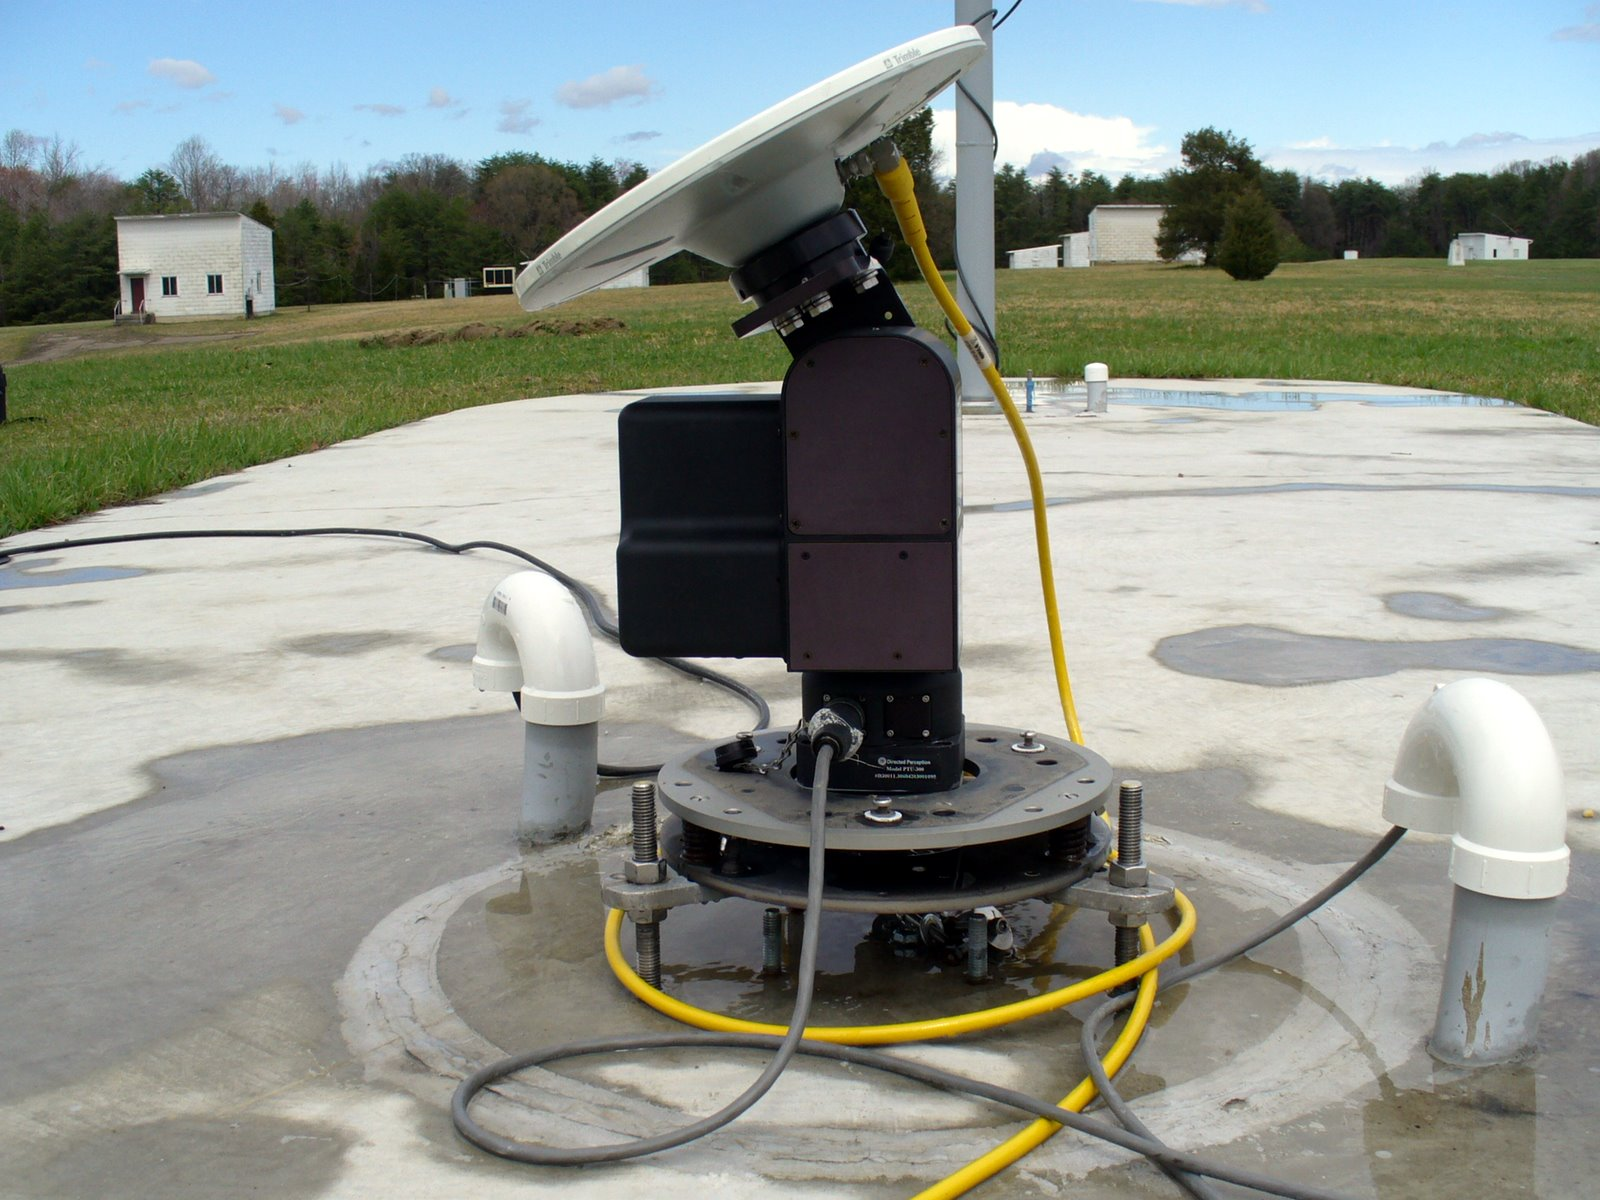 Trimble
Trimble
Directed Perception
Model PTU-300